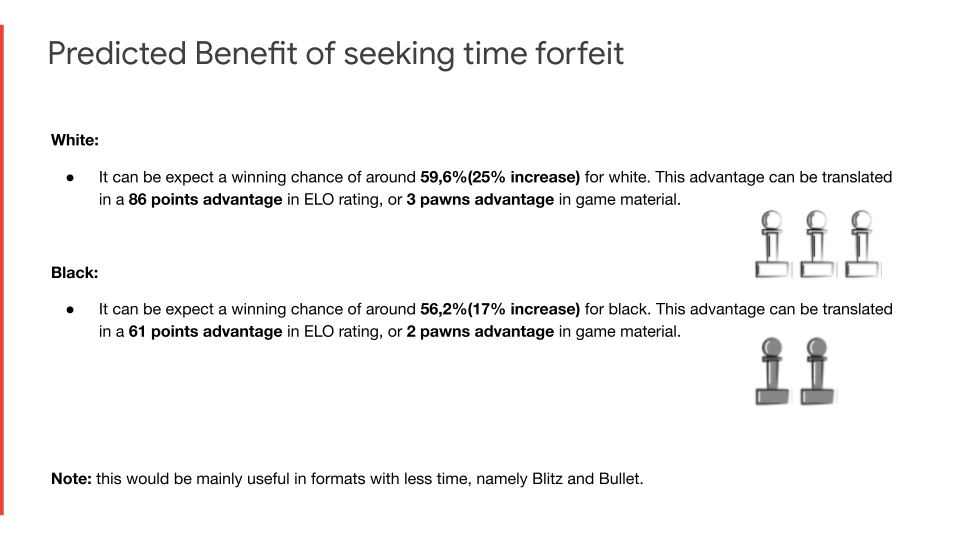 Predicted Benefit of seeking time forfeit
White:
● It can be expect a winning chance of around 59,6%(25% increase) for white. This advantage can be translated
in a 86 points advantage in ELO rating, or 3 pawns advantage in game material.
Black:
● It can be expect a winning chance of around 56,2%(17% increase) for black. This advantage can be translated
in a 61 points advantage in ELO rating, or 2 pawns advantage in game material.
Note: this would be mainly useful in formats with less time, namely Blitz and Bullet.